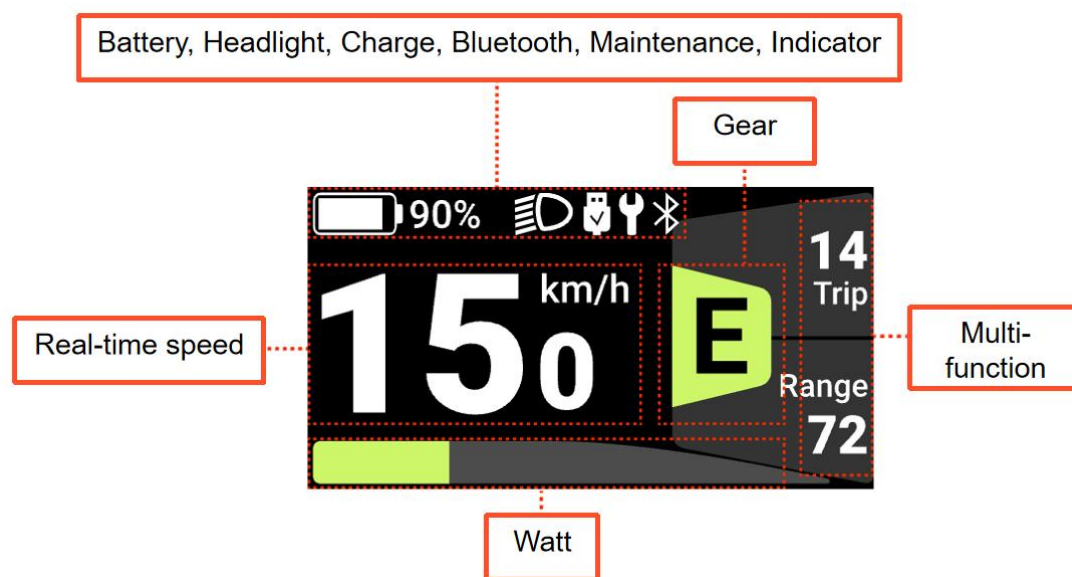 Battery, Headlight, Charge, Bluetooth, Maintenance, Indicator
Gear
90%
14
Trip
km/h
150
E
Real-time speed
Multi-
function
Range
72
Watt